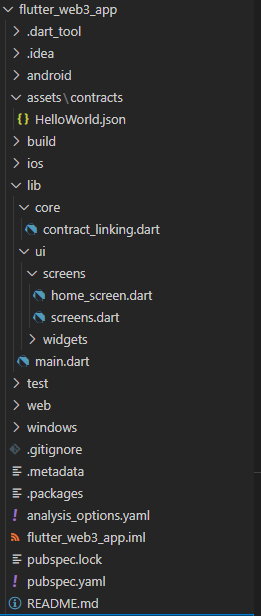 flutter_web3_app
.dart_tool
.idea
android
assets\contracts
{} HelloWorld.json
build
ios
lib
core
contract_linking.dart
ui
screens
home_screen.dart
screens.dart
widgets
main.dart
test
web
windows
.gitignore
.metadata
.packages
! analysis_options.yaml
flutter_web3_app.iml
pubspec.lock
! pubspec.yaml
README.md